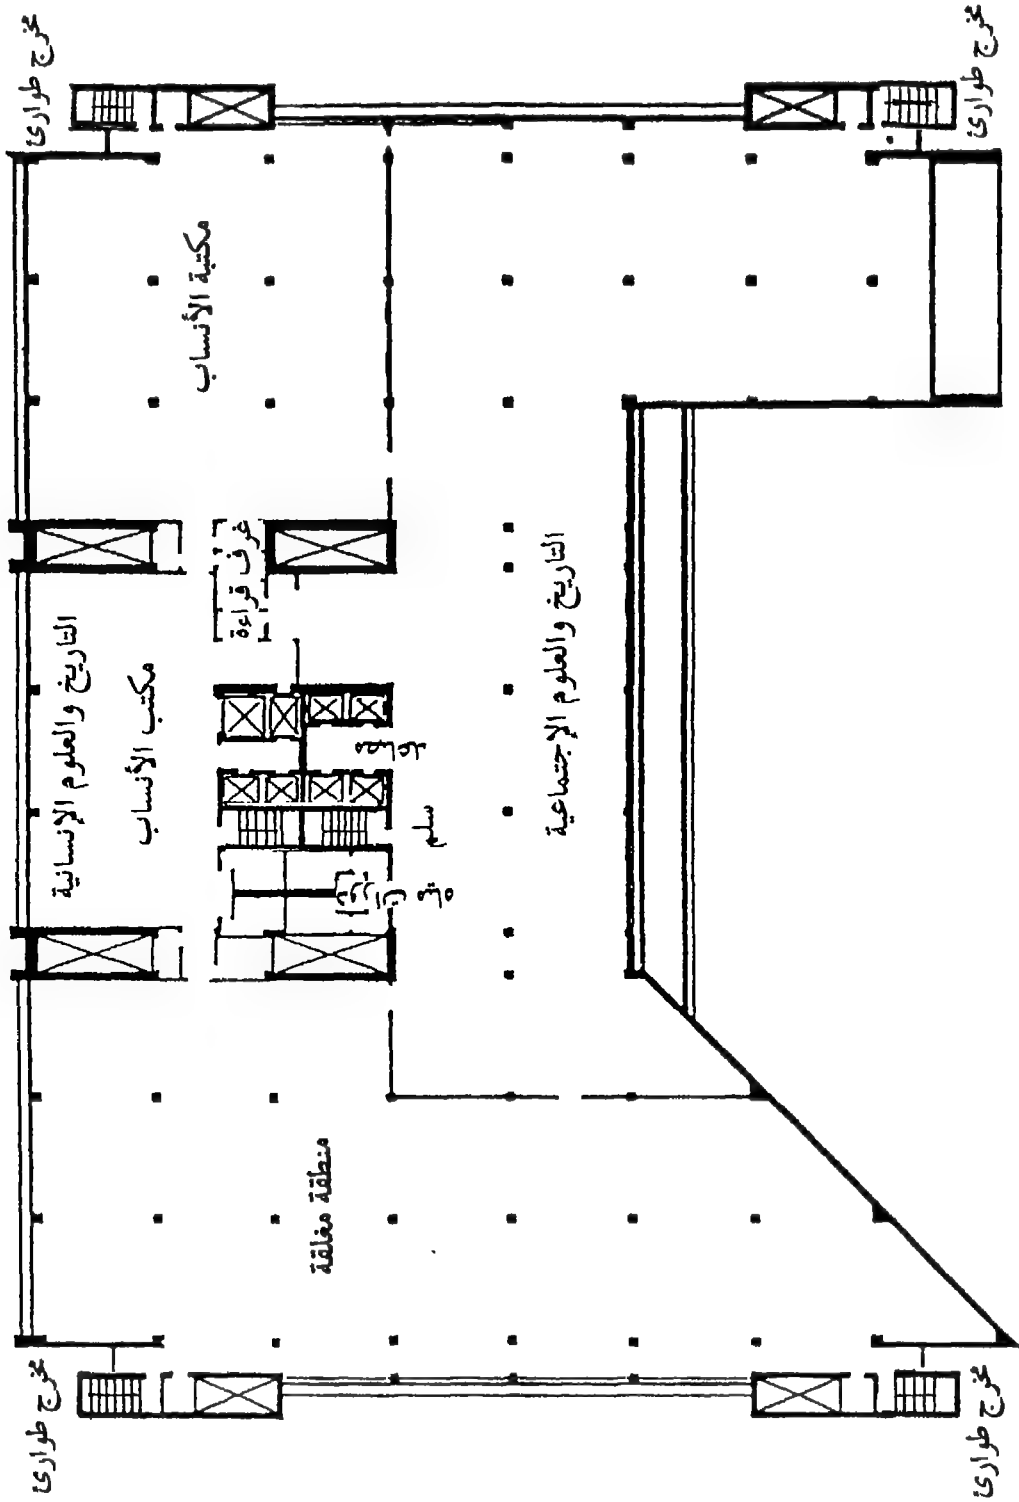 مخرج طوارئ
مخرج طوارئ
مكتبة الأنساب
غرف قراءة
التاريخ والعلوم الإنسانية
مكتب الأنساب
التاريخ والعلوم الإجتماعية
سلم
منطقة مغلقة
مخرج طوارئ
مخرج طوارئ